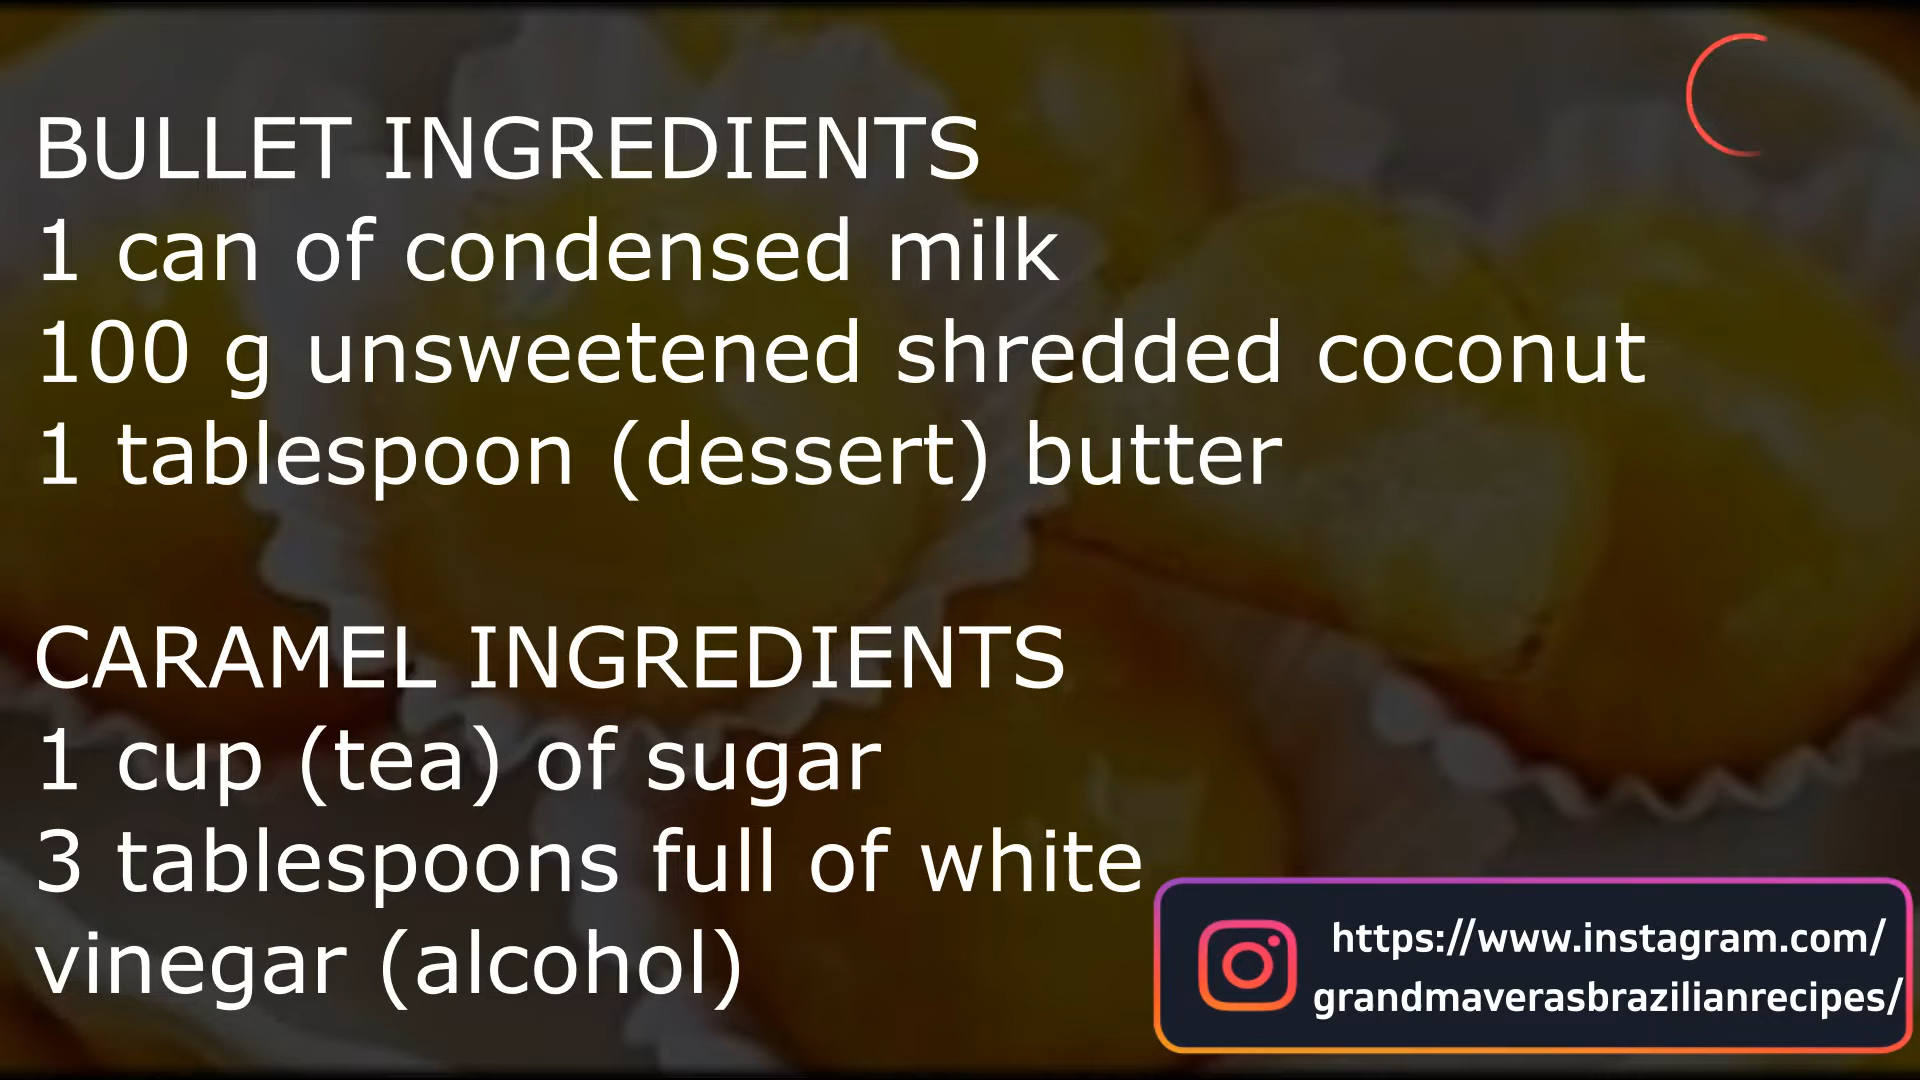 BULLET INGREDIENTS
1 can of condensed milk
100 g unsweetened shredded coconut
1 tablespoon (dessert) butter
CARAMEL INGREDIENTS
1 cup (tea) of sugar
3 tablespoons full of white
vinegar (alcohol)
https://www.instagram.com/
grandmaverasbrazilianrecipes/